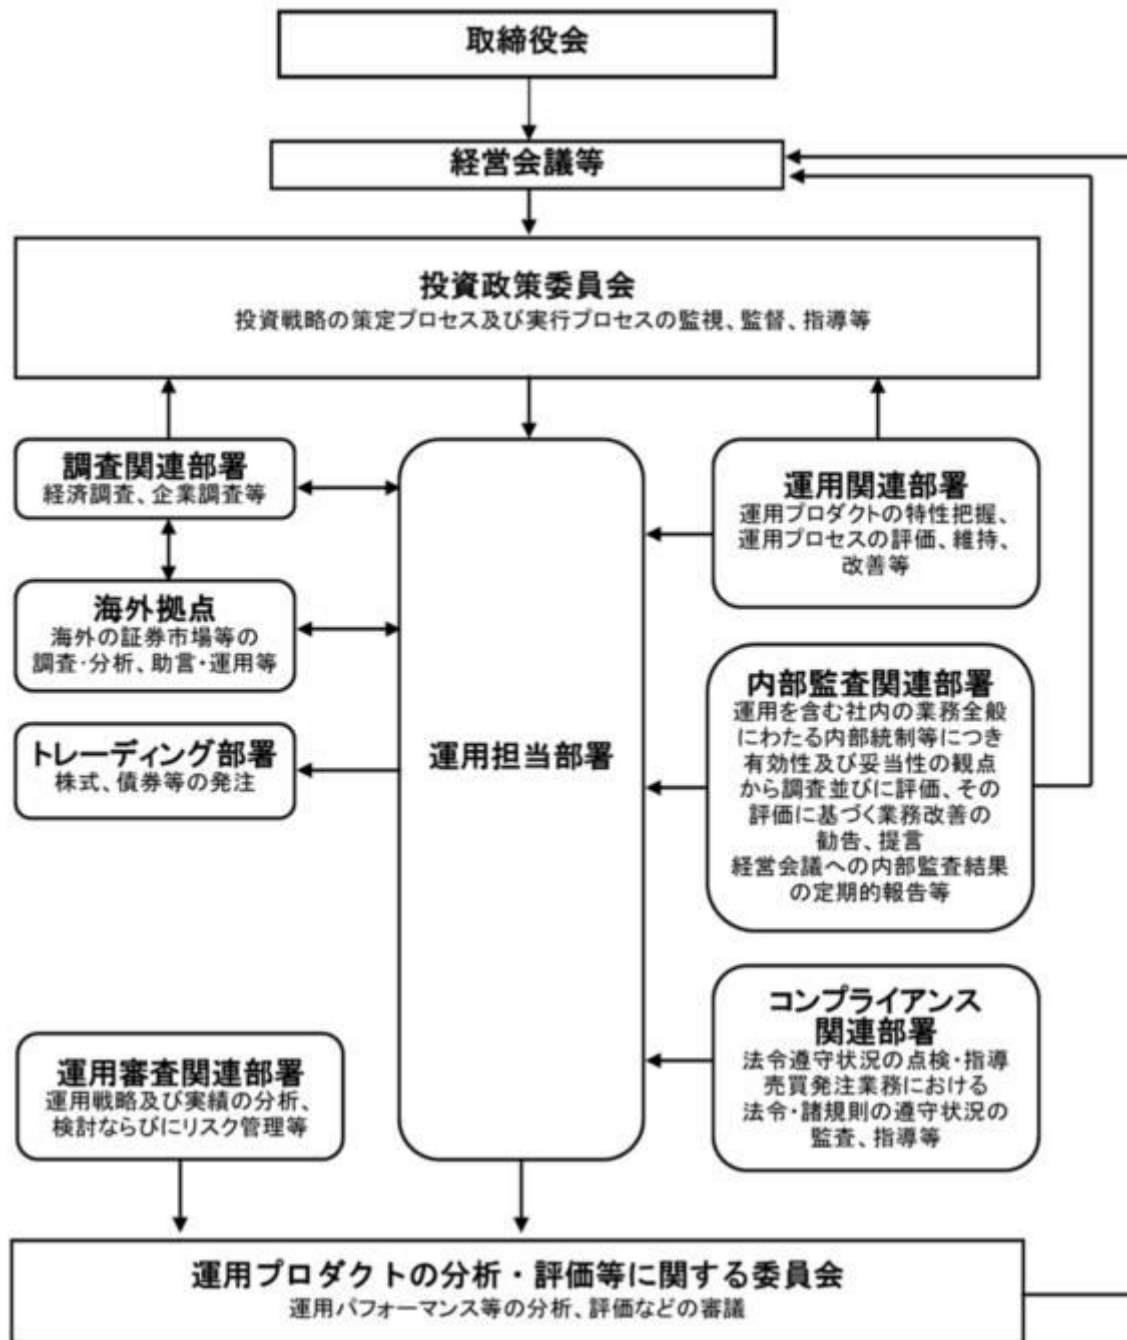 取締役会
経営会議等
投資政策委員会
投資戦略の策定プロセス及び実行プロセスの監視、監督、指導等
調査関連部署
経済調査、企業調査等
海外拠点
海外の証券市場等の
調査・分析、助言・運用等
トレーディング部署
株式、債券等の発注
運用審査関連部署
運用戦略及び実績の分析、
検討ならびにリスク管理等
運用担当部署
運用関連部署
運用プロダクトの特性把握、
運用プロセスの評価、維持、
改善等
内部監査関連部署
運用を含む社内の業務全般
にわたる内部統制等につき
有効性及び妥当性の観点
から調査並びに評価、その
評価に基づく業務改善の
勧告、提言
経営会議への内部監査結果
の定期的報告等
コンプライアンス
関連部署
法令遵守状況の点検・指導
売買発注業務における
法令・諸規則の遵守状況の
監査、指導等
運用プロダクトの分析・評価等に関する委員会
運用パフォーマンス等の分析、評価などの審議